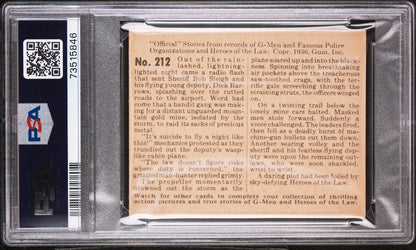 73515846
PSA
"Official" Stories from records of G-Men and Famous Police
Organizations and Heroes of the Law. Copr. 1936, Gum, Inc.
No. 212 Out of the rain-
lashed, lightning-
lighted night came a radio flash
that sent Sheriff Bob Sleigh and
his flying young deputy, Dick Bar-
rows, splashing over the rutted
roads to the airport. Word had
come that a bandit gang was mak-
ing for a distant unguarded moun-
tain gold mine, isolated by the
storm, to raid its sacks of precious
metal.
"It's suicide to fly a night like
this!" mechanics protested as they
trundled out the deputy's wasp-
like cabin plane.
"The law doesn't figure risks
where duty is concerned," the
grizzled man-hunter replied grimly.
The propeller momentarily
drowned out the storm as the
plane soared up and into the black-
ness. Spinning into breathtaking
air pockets above the treacherous
saw-toothed crags, with the ter-
rific gale screeching through the
straining struts, the officers winged
on.
On a twisting trail below the
lonely mine cars halted. Masked
men stole forward. Suddenly a
voice challenged. The leaders fired,
then fell as a deadly burst of
machine-gun bullets cut them down.
Another searing volley and the
sheriff and his fearless flying dep-
uty were upon the remaining out-
laws, who were soon shackled,
wrist to wrist.
A daring plot had been foiled by
sky-defying Heroes of the Law.
Watch for other cards to complete your collection of thrilling
action pictures and true stories of G-Men and Heroes of the Law.